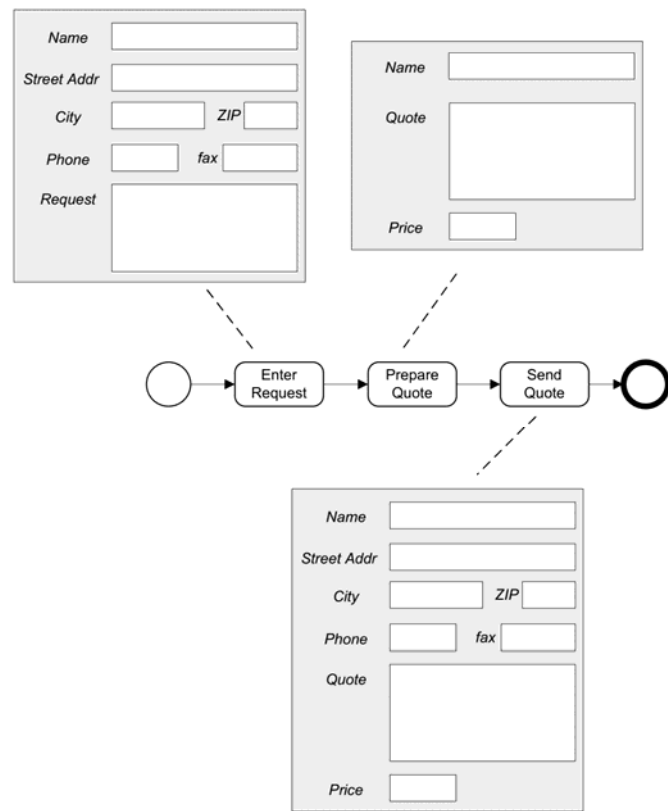 Name
Street Addr
City ZIP
Phone fax
Request
Name
Quote
Price
Enter
Request
Prepare
Quote
Send
Quote
Name
Street Addr
City ZIP
Phone fax
Quote
Price